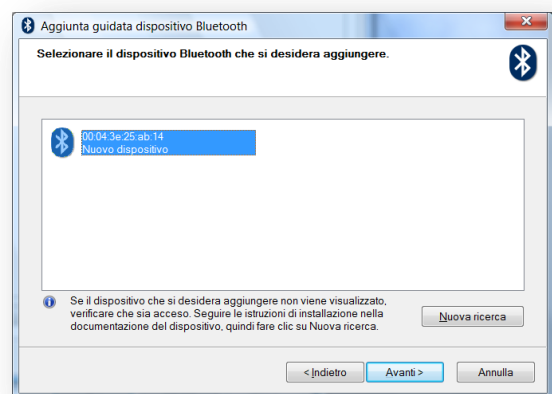 Aggiunta guidata dispositivo Bluetooth
Selezionare il dispositivo Bluetooth che si desidera aggiungere.
00:04:3e:25:ab:14
Nuovo dispositivo
Se il dispositivo che si desidera aggiungere non viene visualizzato,
verificare che sia acceso. Seguire le istruzioni di installazione nella
documentazione del dispositivo, quindi fare clic su Nuova ricerca.
Nuova ricerca
< Indietro
Avanti >
Annulla